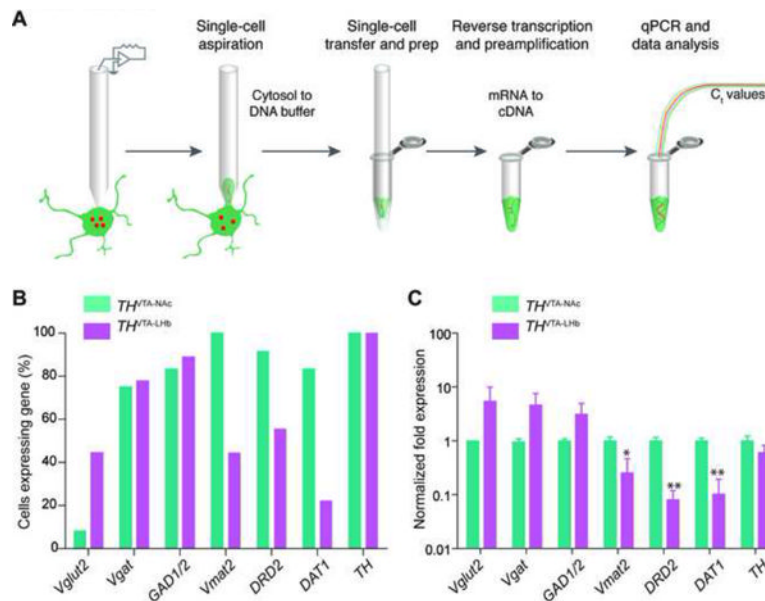 A
Single-cell
aspiration
Single-cell
transfer and prep
Reverse transcription
and preamplification
qPCR and
data analysis
Cytosol to
DNA buffer
mRNA to
cDNA
Ct values
B
TH VTA-NAc
TH VTA-LHb
Cells expressing gene (%)
100
80
60
40
20
0
Vglut2
Vgat
GAD1/2
Vmat2
DRD2
DAT1
TH
C
TH VTA-NAc
TH VTA-LHb
Normalized fold expression
100
10
1
0.1
0.01
*
**
**
Vglut2
Vgat
GAD1/2
Vmat2
DRD2
DAT1
TH